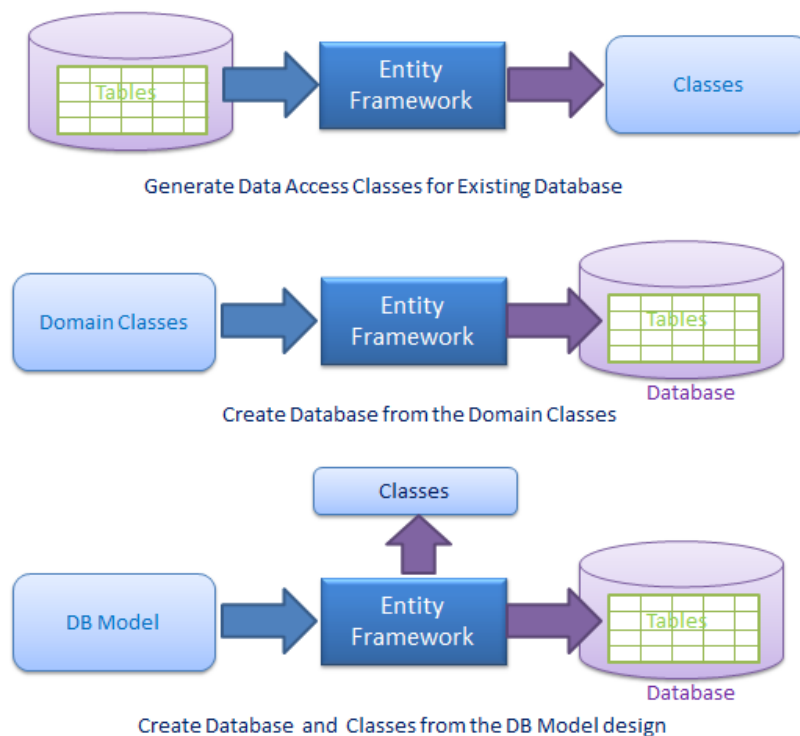 Tables
Entity
Framework
Classes
Generate Data Access Classes for Existing Database
Domain Classes
Entity
Framework
Tables
Database
Create Database from the Domain Classes
Classes
DB Model
Entity
Framework
Tables
Database
Create Database and Classes from the DB Model design